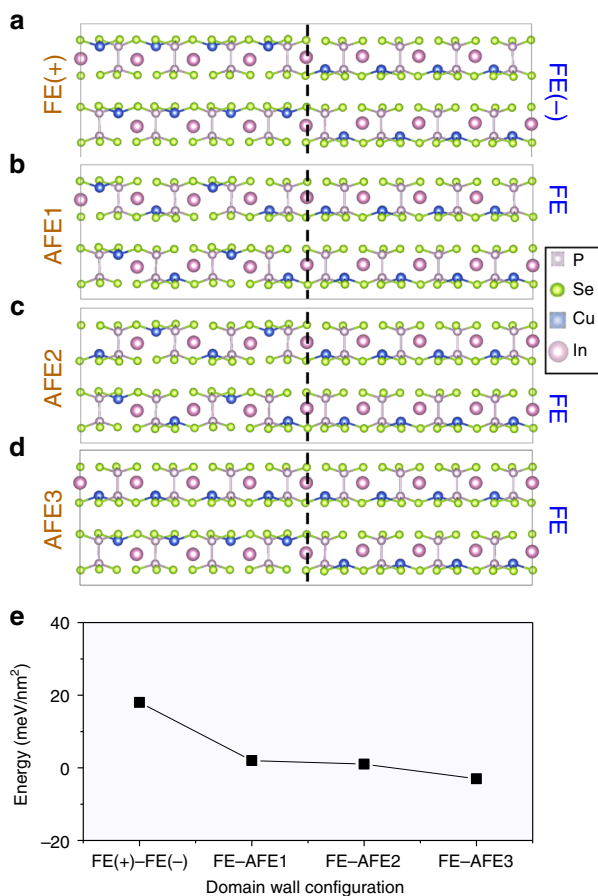 a
FE(+)
FE(–)
b
AFE1
FE
c
AFE2
FE
d
AFE3
FE
P
Se
Cu
In
e
40
20
0
–20
Energy (meV/nm²)
FE(+)–FE(–) FE–AFE1 FE–AFE2 FE–AFE3
Domain wall configuration